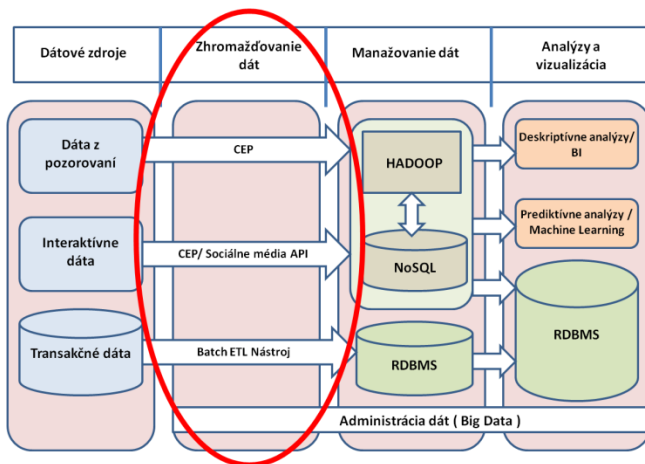 Dátové zdroje
Zhromažďovanie
dát
Manažovanie dát
Analýzy a
vizualizácia
Dáta z
pozorovaní
CEP
HADOOP
Deskriptívne analýzy/
BI
Interaktívne
dáta
CEP/ Sociálne média API
NoSQL
Prediktívne analýzy /
Machine Learning
Transakčné dáta
Batch ETL Nástroj
RDBMS
RDBMS
Administrácia dát ( Big Data )